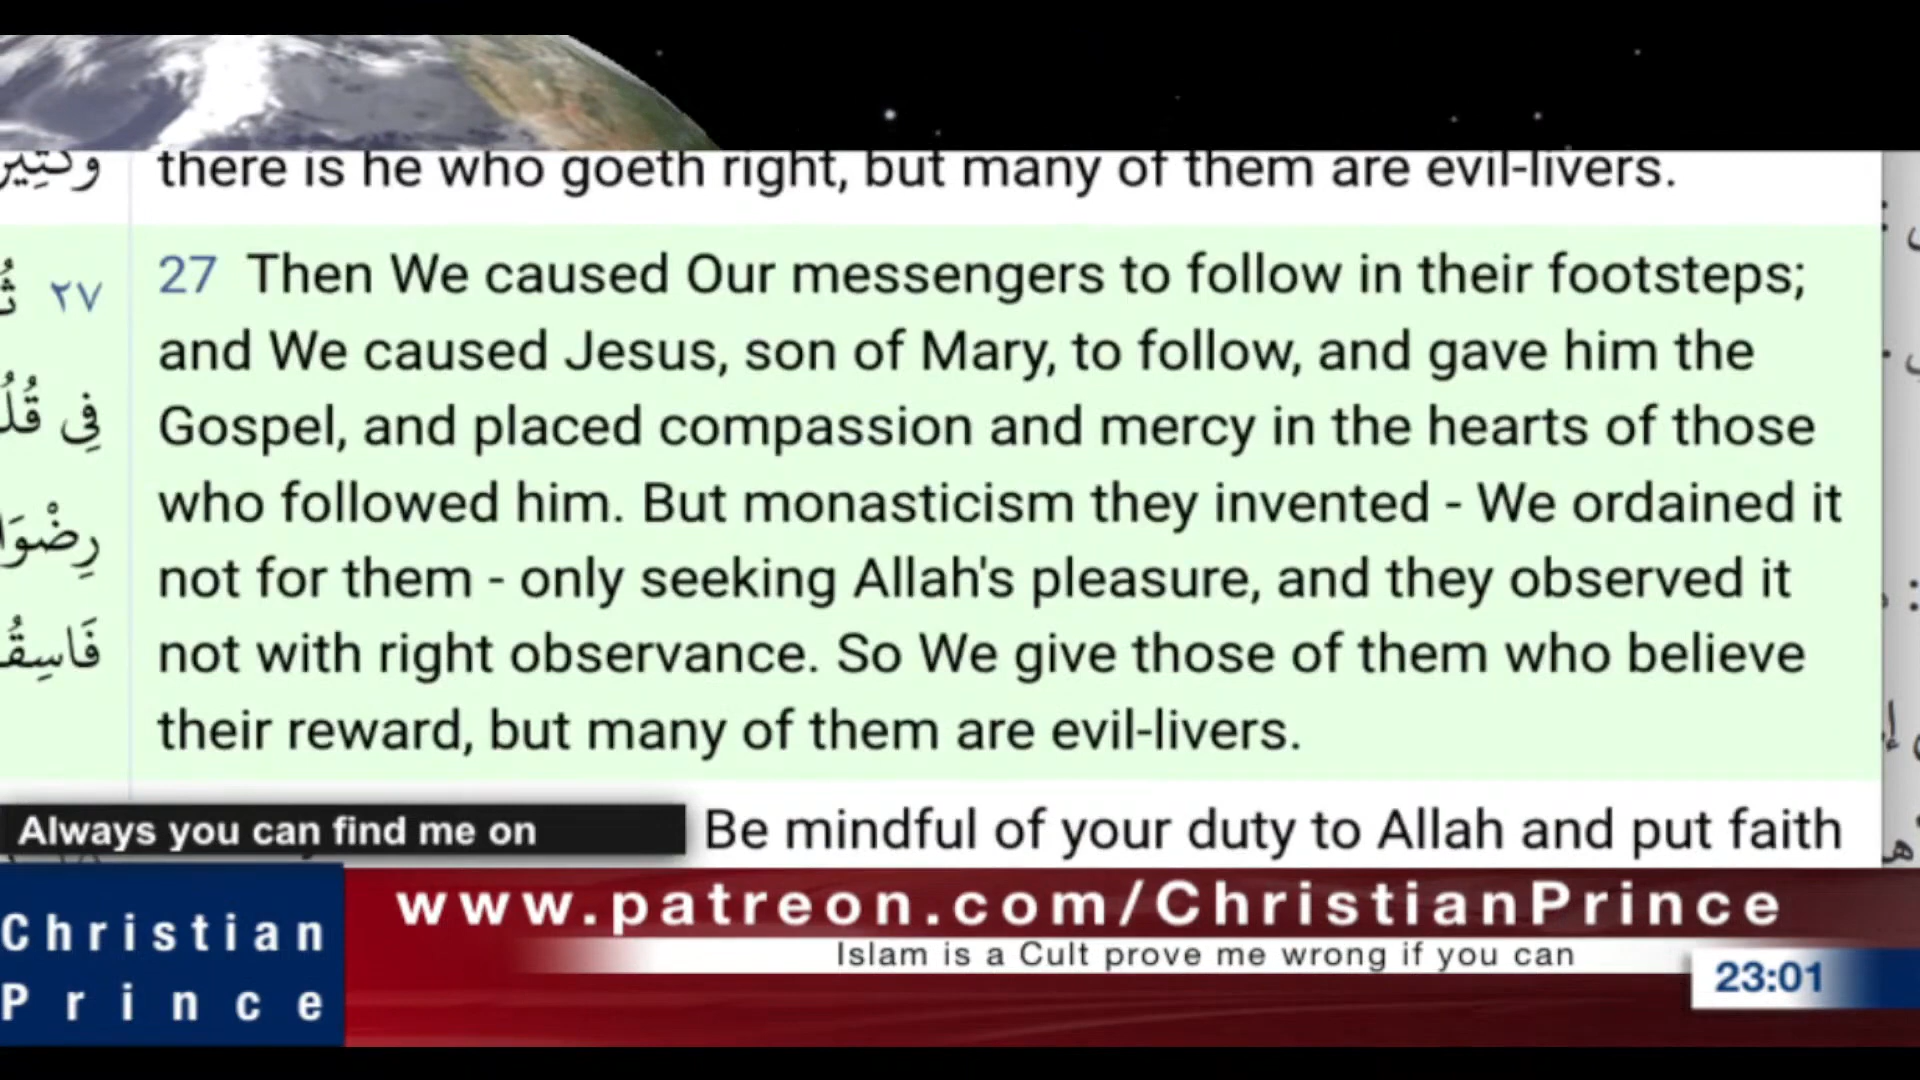 وكثير
there is he who goeth right, but many of them are evil-livers.
27 Then We caused Our messengers to follow in their footsteps;
and We caused Jesus, son of Mary, to follow, and gave him the
Gospel, and placed compassion and mercy in the hearts of those
who followed him. But monasticism they invented - We ordained it
not for them - only seeking Allah's pleasure, and they observed it
not with right observance. So We give those of them who believe
their reward, but many of them are evil-livers.
٢٧
فِى
Be mindful of your duty to Allah and put faith
Always you can find me on
www.patreon.com/ChristianPrince
Islam is a Cult prove me wrong if you can
Christian
Prince
23:01